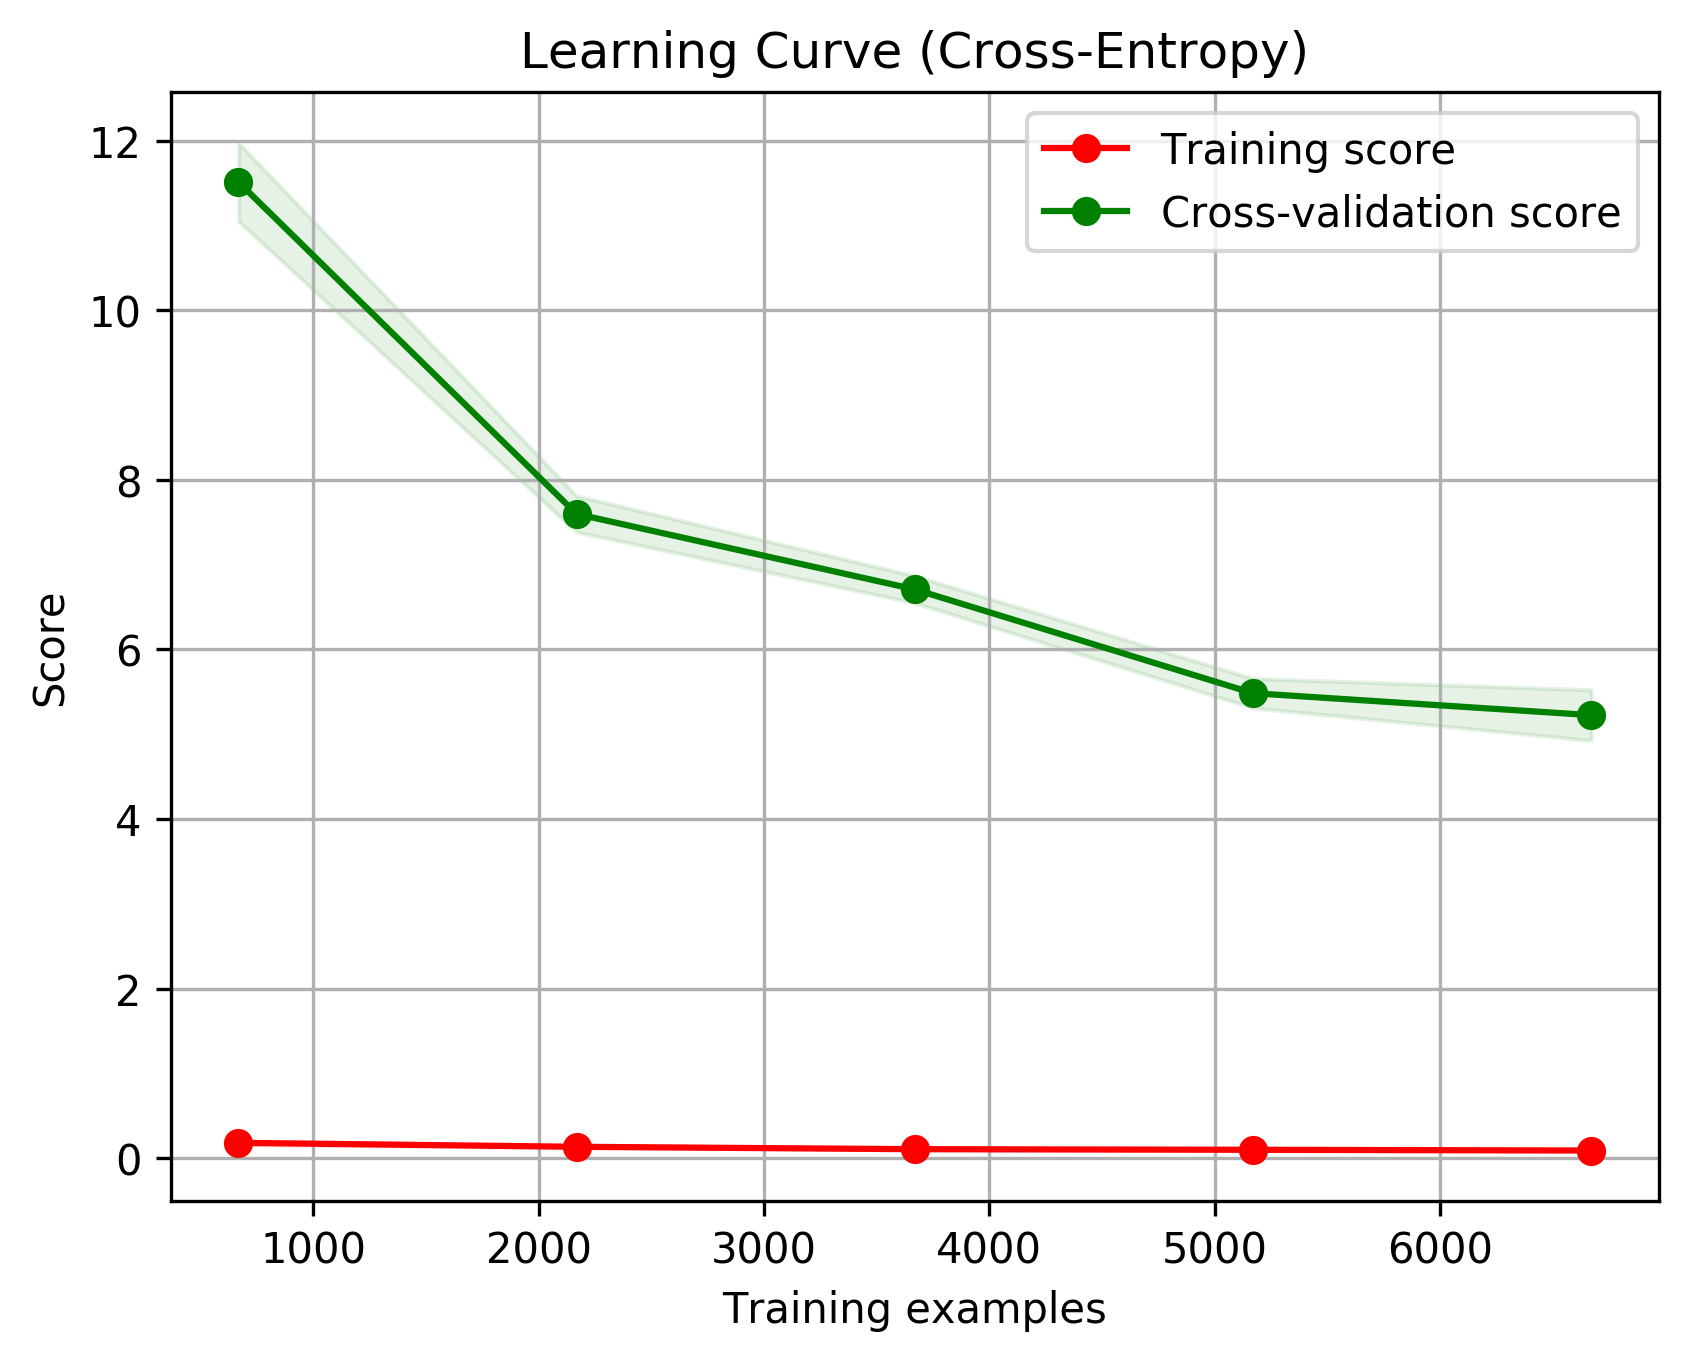 Learning Curve (Cross-Entropy)
Training score
Cross-validation score
12
10
8
6
4
2
0
Score
1000 2000 3000 4000 5000 6000
Training examples